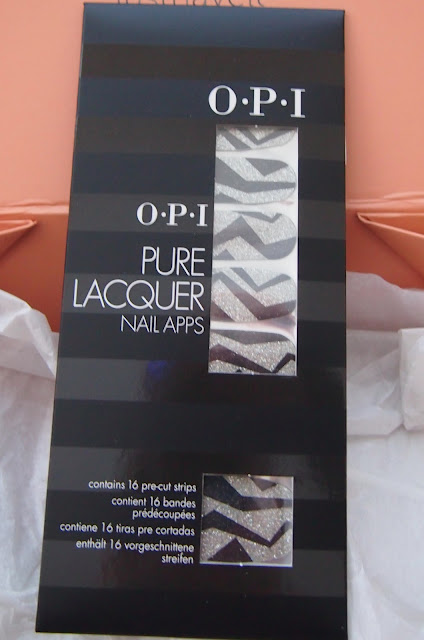 O·P·I
O·P·I
PURE
LACQUER
NAIL APPS
contains 16 pre-cut strips
contient 16 bandes
prédécoupées
contiene 16 tiras pre cortadas
enthält 16 vorgeschnittene
streifen